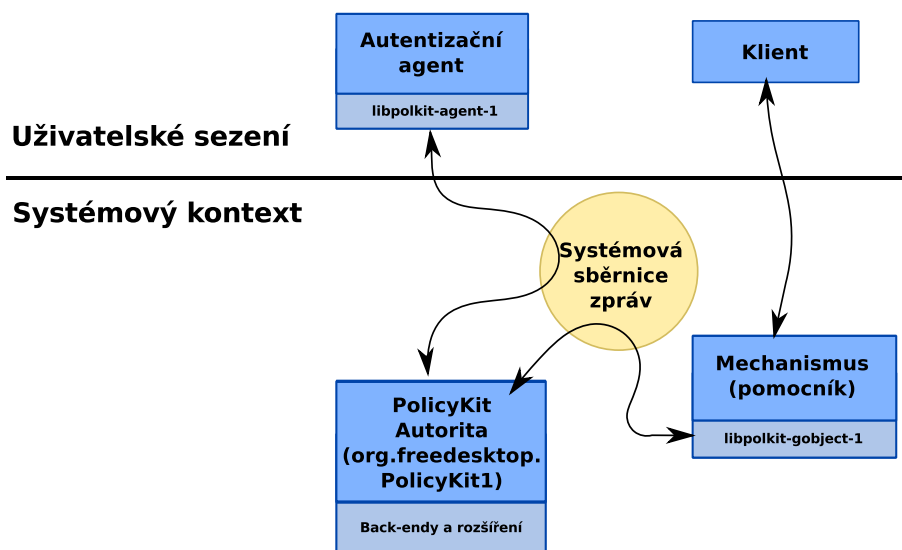 Autentizační
agent
libpolkit-agent-1
Klient
Uživatelské sezení
Systémový kontext
Systémová
sběrnice
zpráv
PolicyKit
Autorita
(org.freedesktop.
PolicyKit1)
Back-endy a rozšíření
Mechanismus
(pomocník)
libpolkit-gobject-1